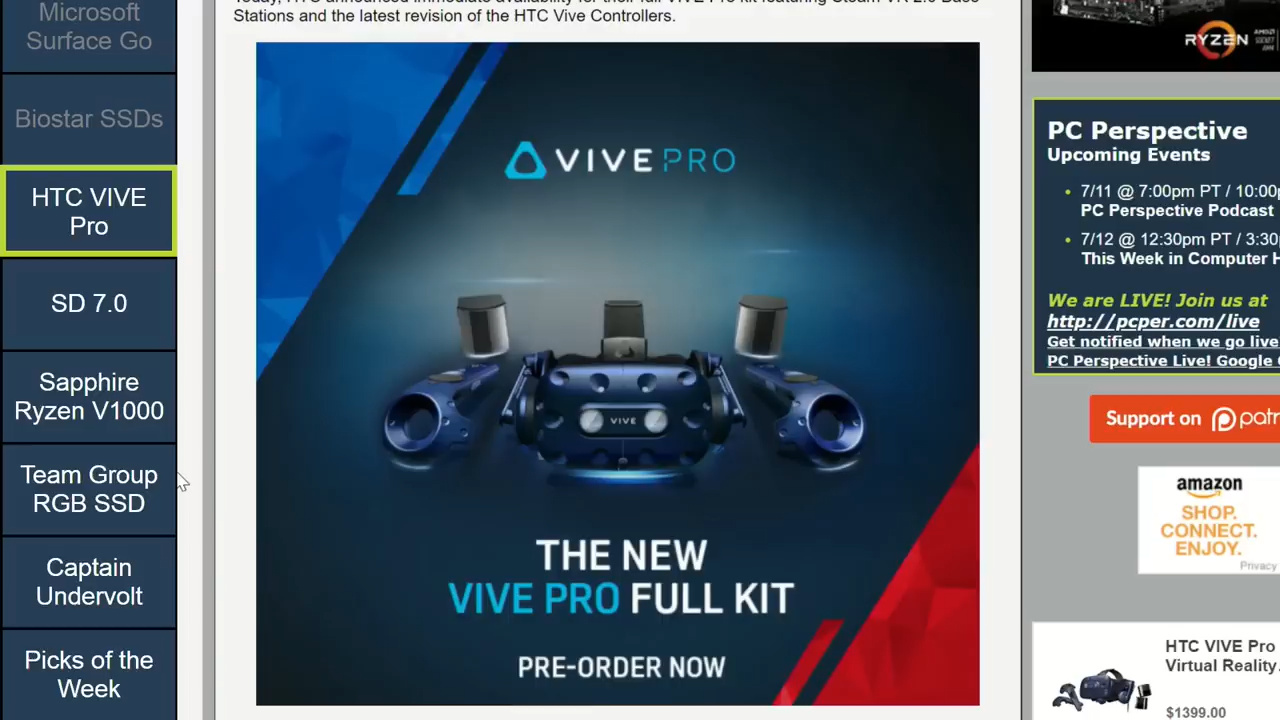 Microsoft
Surface Go
Biostar SSDs
HTC VIVE
Pro
SD 7.0
Sapphire
Ryzen V1000
Team Group
RGB SSD
Captain
Undervolt
Picks of the
Week
Stations and the latest revision of the HTC Vive Controllers.
VIVE PRO
VIVE
THE NEW
VIVE PRO FULL KIT
PRE-ORDER NOW
RYZEN
PC Perspective
Upcoming Events
7/11 @ 7:00pm PT / 10:00p
PC Perspective Podcast
7/12 @ 12:30pm PT / 3:30
This Week in Computer H
We are LIVE! Join us at
http://pcper.com/live
Get notified when we go live
PC Perspective Live! Google
Support on patr
amazon
SHOP.
CONNECT.
ENJOY.
Privacy
HTC VIVE Pro
Virtual Reality.
$1399.00